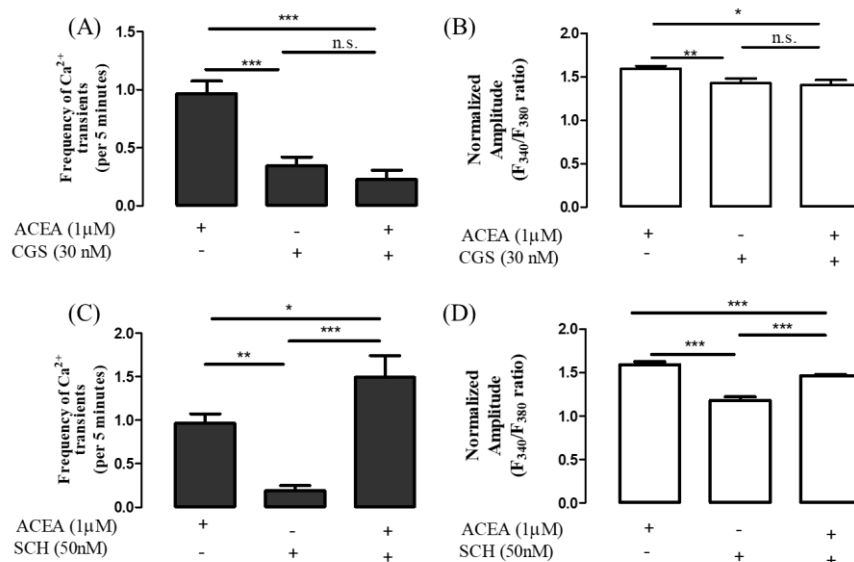 (A)
***
n.s.
***
Frequency of Ca²⁺
transients
(per 5 minutes)
1.5
1.0
0.5
0.0
ACEA (1µM) + - +
CGS (30 nM) - + +
(B)
*
n.s.
**
Normalized
Amplitude
(F₃₄₀/F₃₈₀ ratio)
2.0
1.5
1.0
1.5
0.0
ACEA (1µM) + - +
CGS (30 nM) - + +
(C)
*
***
**
Frequency of Ca²⁺
transients
(per 5 minutes)
2.0
1.5
1.0
0.5
0.0
ACEA (1µM) + - +
SCH (50nM) - + +
(D)
***
***
***
Normalized
Amplitude
(F₃₄₀/F₃₈₀ ratio)
2.0
1.5
1.0
1.5
0.0
ACEA (1µM) + - +
SCH (50nM) - + +